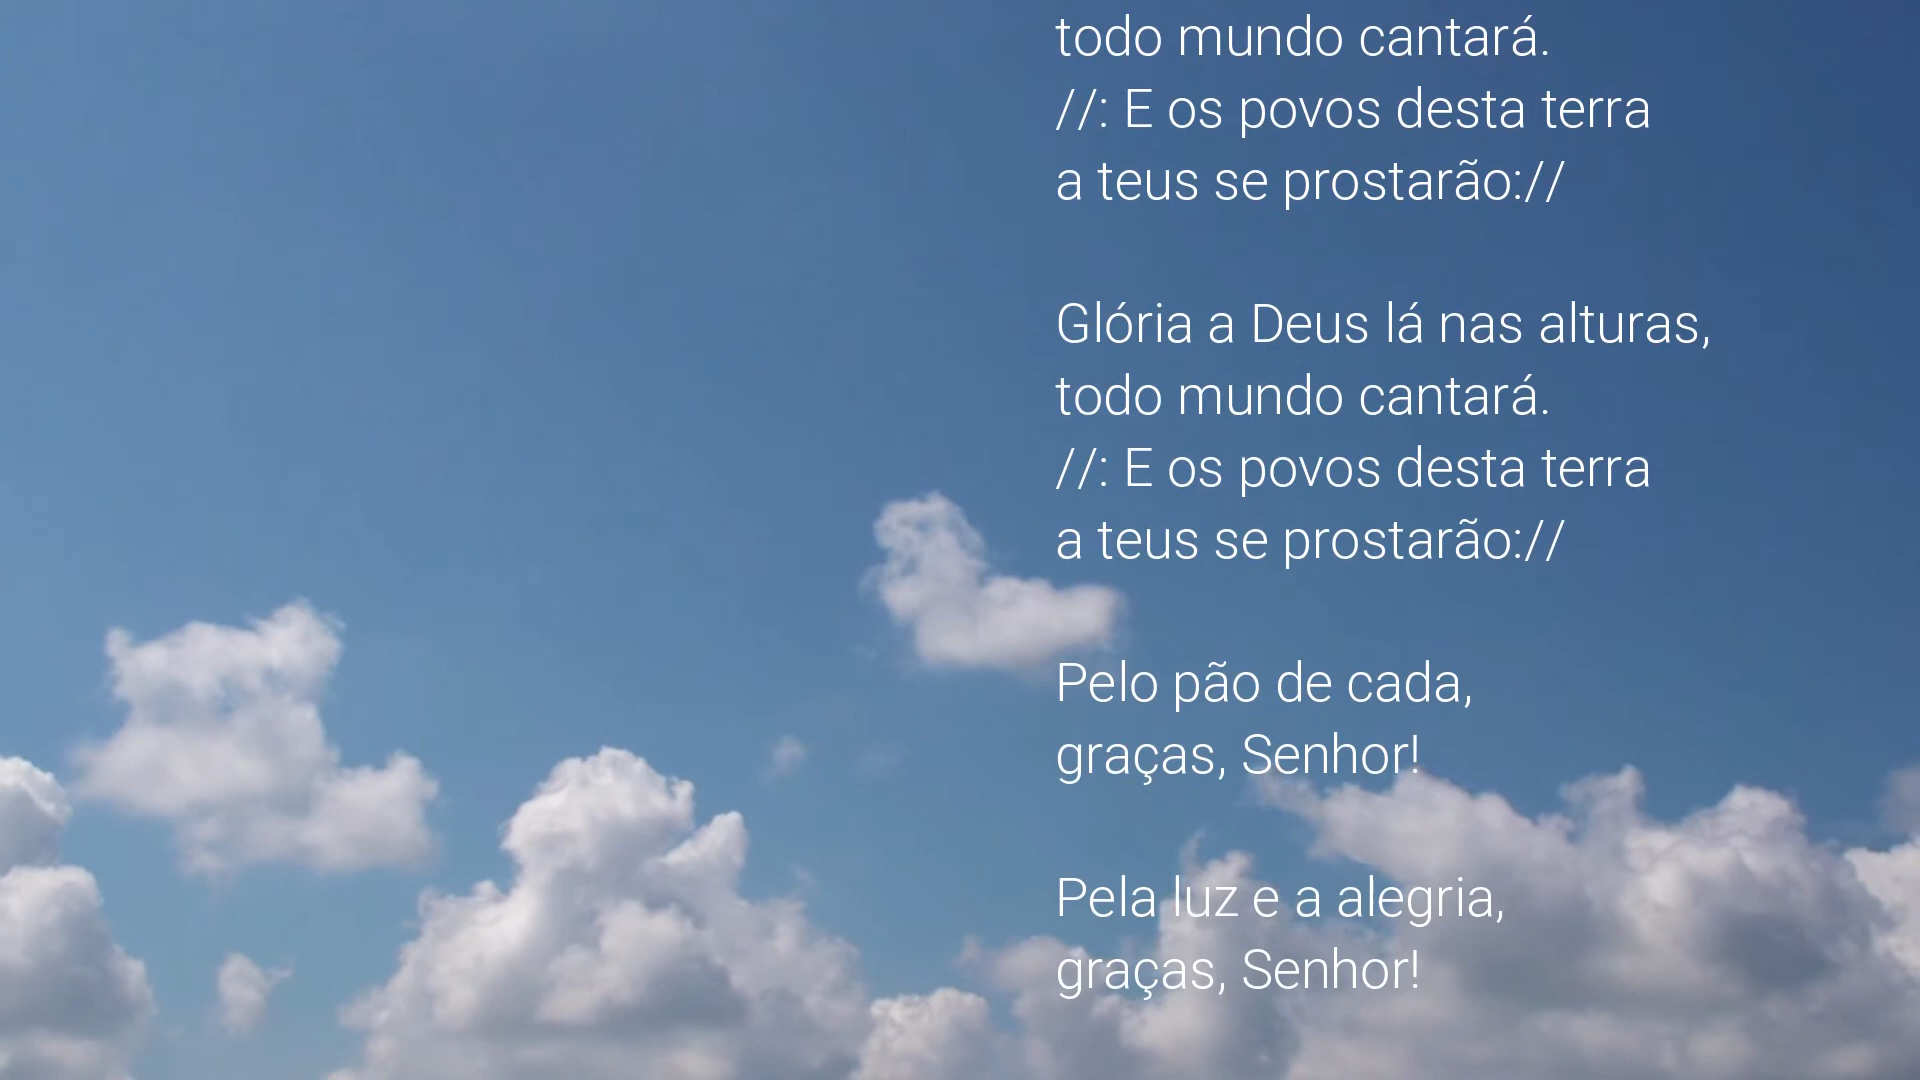 todo mundo cantará.
//: E os povos desta terra
a teus se prostarão://
Glória a Deus lá nas alturas,
todo mundo cantará.
//: E os povos desta terra
a teus se prostarão://
Pelo pão de cada,
graças, Senhor!
Pela luz e a alegria,
graças, Senhor!